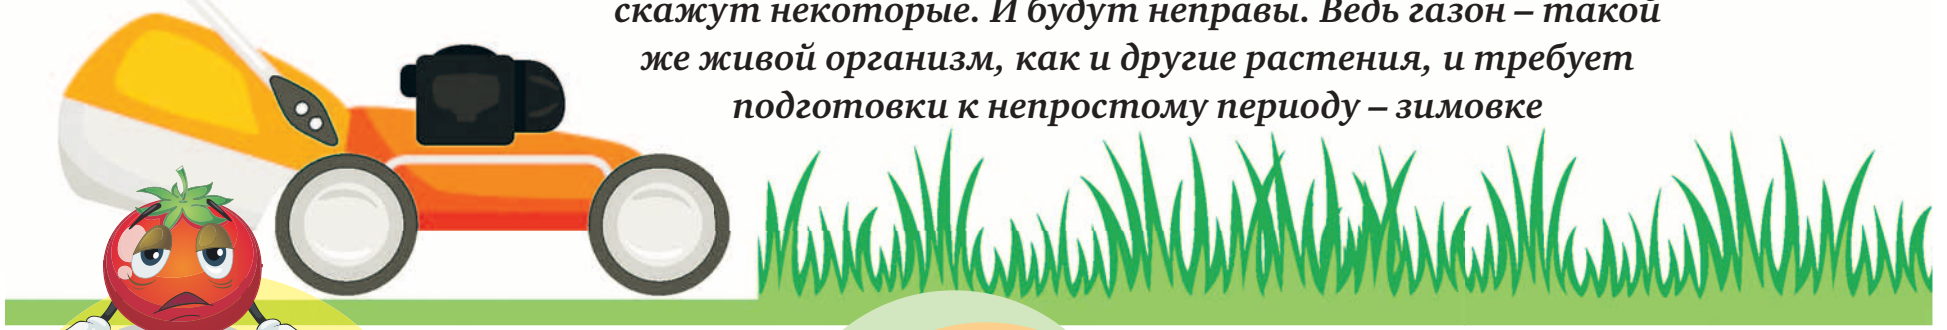 скажут некоторые. И будут неправы. Ведь газон – такой
же живой организм, как и другие растения, и требует
подготовки к непростому периоду – зимовке